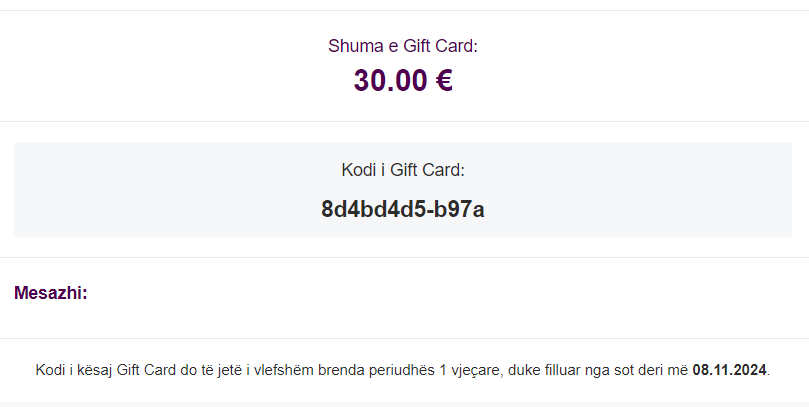 Shuma e Gift Card:
30.00 €
Kodi i Gift Card:
8d4bd4d5-b97a
Mesazhi:
Kodi i kësaj Gift Card do të jetë i vlefshëm brenda periudhës 1 vjeçare, duke filluar nga sot deri më 08.11.2024.